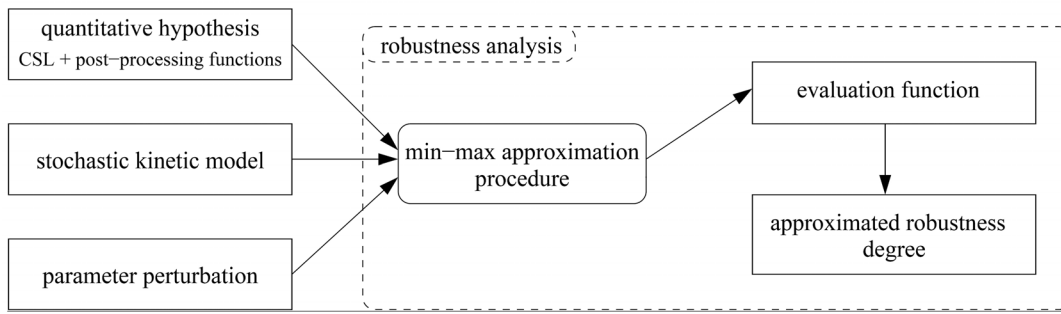 quantitative hypothesis
CSL + post−processing functions
stochastic kinetic model
parameter perturbation
robustness analysis
min−max approximation
procedure
evaluation function
approximated robustness
degree